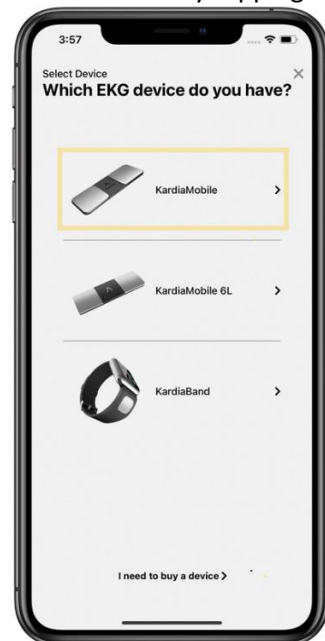 3:57
Select Device
Which EKG device do you have?
KardiaMobile
KardiaMobile 6L
KardiaBand
I need to buy a device